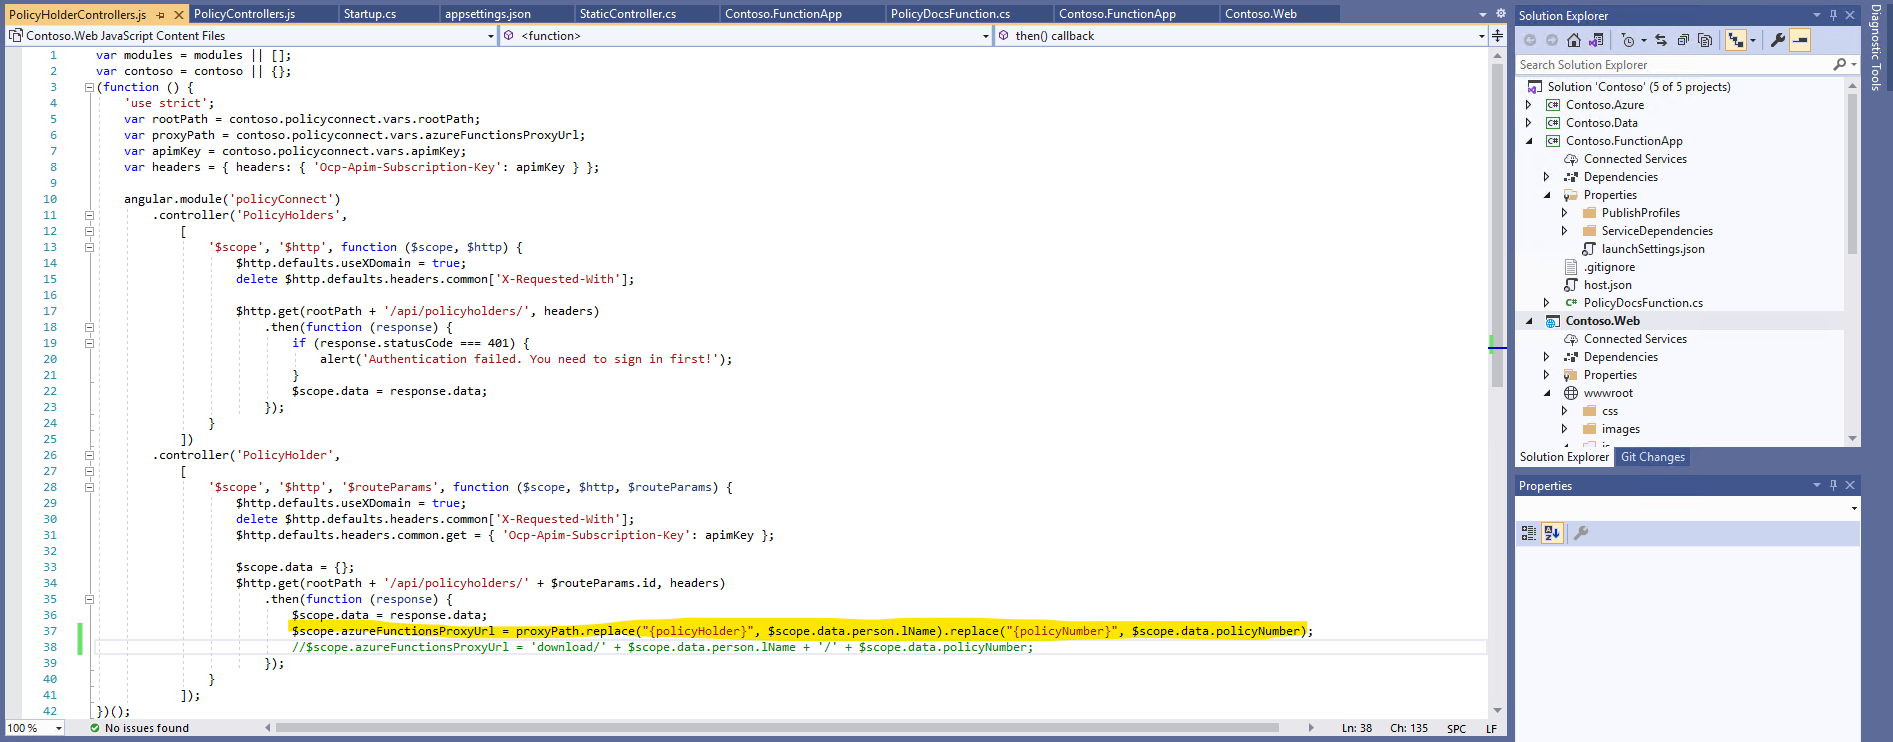 PolicyHolderControllers.js
PolicyControllers.js
Startup.cs
appsettings.json
StaticController.cs
Contoso.FunctionApp
PolicyDocsFunction.cs
Contoso.FunctionApp
Contoso.Web
Contoso.Web JavaScript Content Files
<function>
then() callback
1 var modules = modules || [];
2 var contoso = contoso || {};
3 (function () {
4 'use strict';
5 var rootPath = contoso.policyconnect.vars.rootPath;
6 var proxyPath = contoso.policyconnect.vars.azureFunctionsProxyUrl;
7 var apimKey = contoso.policyconnect.vars.apimKey;
8 var headers = { headers: { 'Ocp-Apim-Subscription-Key': apimKey } };
9
10 angular.module('policyConnect')
11 .controller('PolicyHolders',
12 [
13 '$scope', '$http', function ($scope, $http) {
14 $http.defaults.useXDomain = true;
15 delete $http.defaults.headers.common['X-Requested-With'];
16
17 $http.get(rootPath + '/api/policyholders/', headers)
18 .then(function (response) {
19 if (response.statusCode === 401) {
20 alert('Authentication failed. You need to sign in first!');
21 }
22 $scope.data = response.data;
23 });
24 }
25 ])
26 .controller('PolicyHolder',
27 [
28 '$scope', '$http', '$routeParams', function ($scope, $http, $routeParams) {
29 $http.defaults.useXDomain = true;
30 delete $http.defaults.headers.common['X-Requested-With'];
31 $http.defaults.headers.common.get = { 'Ocp-Apim-Subscription-Key': apimKey };
32
33 $scope.data = {};
34 $http.get(rootPath + '/api/policyholders/' + $routeParams.id, headers)
35 .then(function (response) {
36 $scope.data = response.data;
37 $scope.azureFunctionsProxyUrl = proxyPath.replace("{policyHolder}", $scope.data.person.lName).replace("{policyNumber}", $scope.data.policyNumber);
38 //$scope.azureFunctionsProxyUrl = 'download/' + $scope.data.person.lName + '/' + $scope.data.policyNumber;
39 });
40 }
41 ]);
42 })();
100 %
No issues found
Ln: 38
Ch: 135
SPC
LF
Solution Explorer
Search Solution Explorer
Solution 'Contoso' (5 of 5 projects)
C# Contoso.Azure
C# Contoso.Data
C# Contoso.FunctionApp
Connected Services
Dependencies
Properties
PublishProfiles
ServiceDependencies
launchSettings.json
.gitignore
host.json
C# PolicyDocsFunction.cs
Contoso.Web
Connected Services
Dependencies
Properties
wwwroot
css
images
Solution Explorer
Git Changes
Properties
Diagnostic Tools